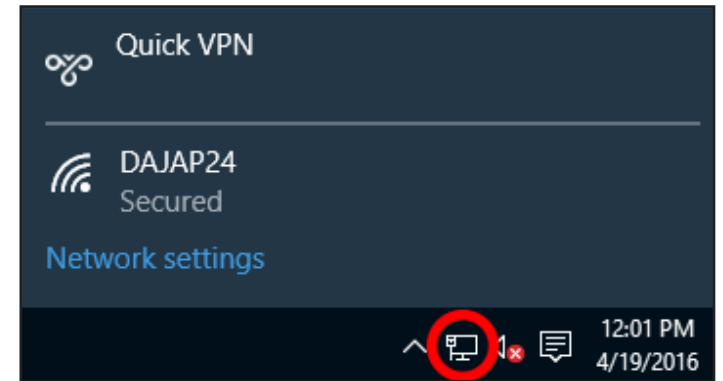 Quick VPN
DAJAP24
Secured
Network settings
12:01 PM
4/19/2016